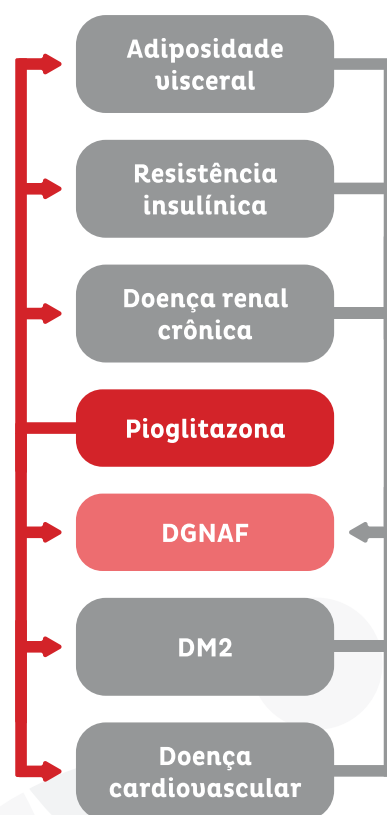 Adiposidade
visceral
Resistência
insulínica
Doença renal
crônica
Pioglitazona
DGNAF
DM2
Doença
cardiovascular